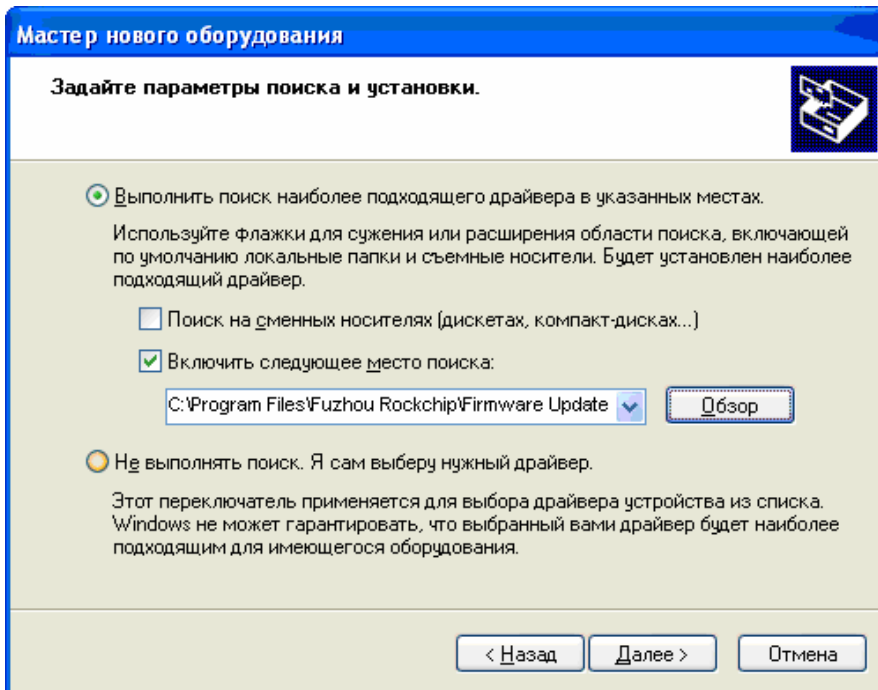 Мастер нового оборудования
Задайте параметры поиска и установки.
Выполнить поиск наиболее подходящего драйвера в указанных местах.
Используйте флажки для сужения или расширения области поиска, включающей
по умолчанию локальные папки и съемные носители. Будет установлен наиболее
подходящий драйвер.
Поиск на сменных носителях (дискетах, компакт-дисках...)
Включить следующее место поиска:
C:\Program Files\Fuzhou Rockchip\Firmware Update
Обзор
Не выполнять поиск. Я сам выберу нужный драйвер.
Этот переключатель применяется для выбора драйвера устройства из списка.
Windows не может гарантировать, что выбранный вами драйвер будет наиболее
подходящим для имеющегося оборудования.
< Назад Далее > Отмена